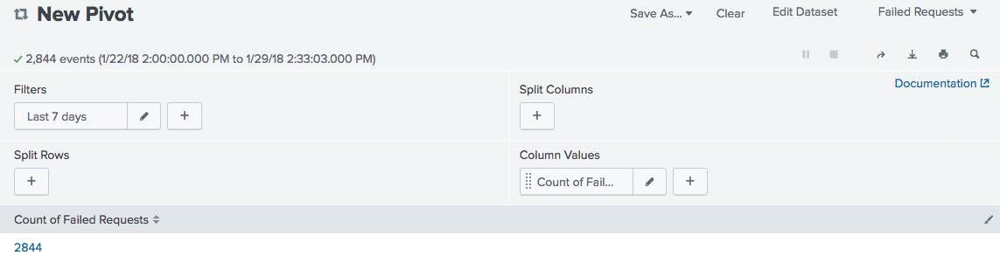 New Pivot
Save As... Clear Edit Dataset Failed Requests
2,844 events (1/22/18 2:00:00.000 PM to 1/29/18 2:33:03.000 PM)
Documentation
Filters
Last 7 days
+
Split Columns
+
Split Rows
+
Column Values
Count of Fail...
+
Count of Failed Requests
2844